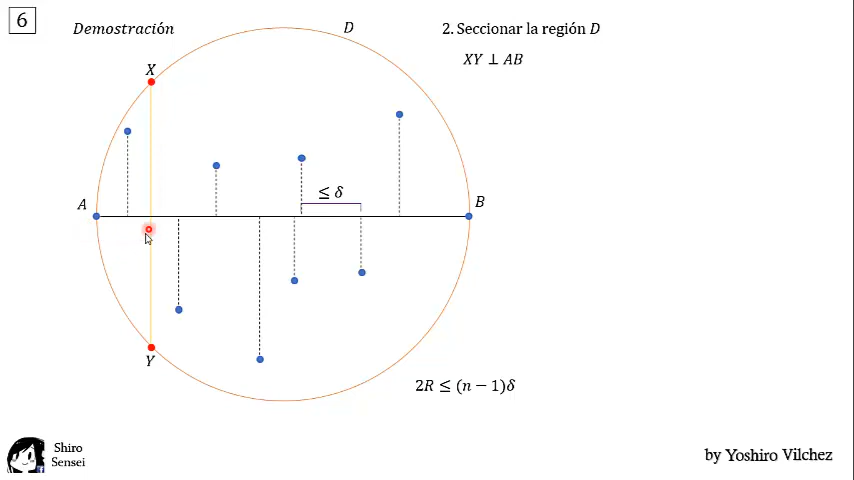 6
Demostración
D
2. Seccionar la región D
XY ⊥ AB
X
≤ δ
A
B
Y
2R ≤ (n − 1)δ
Shiro
Sensei
by Yoshiro Vilchez